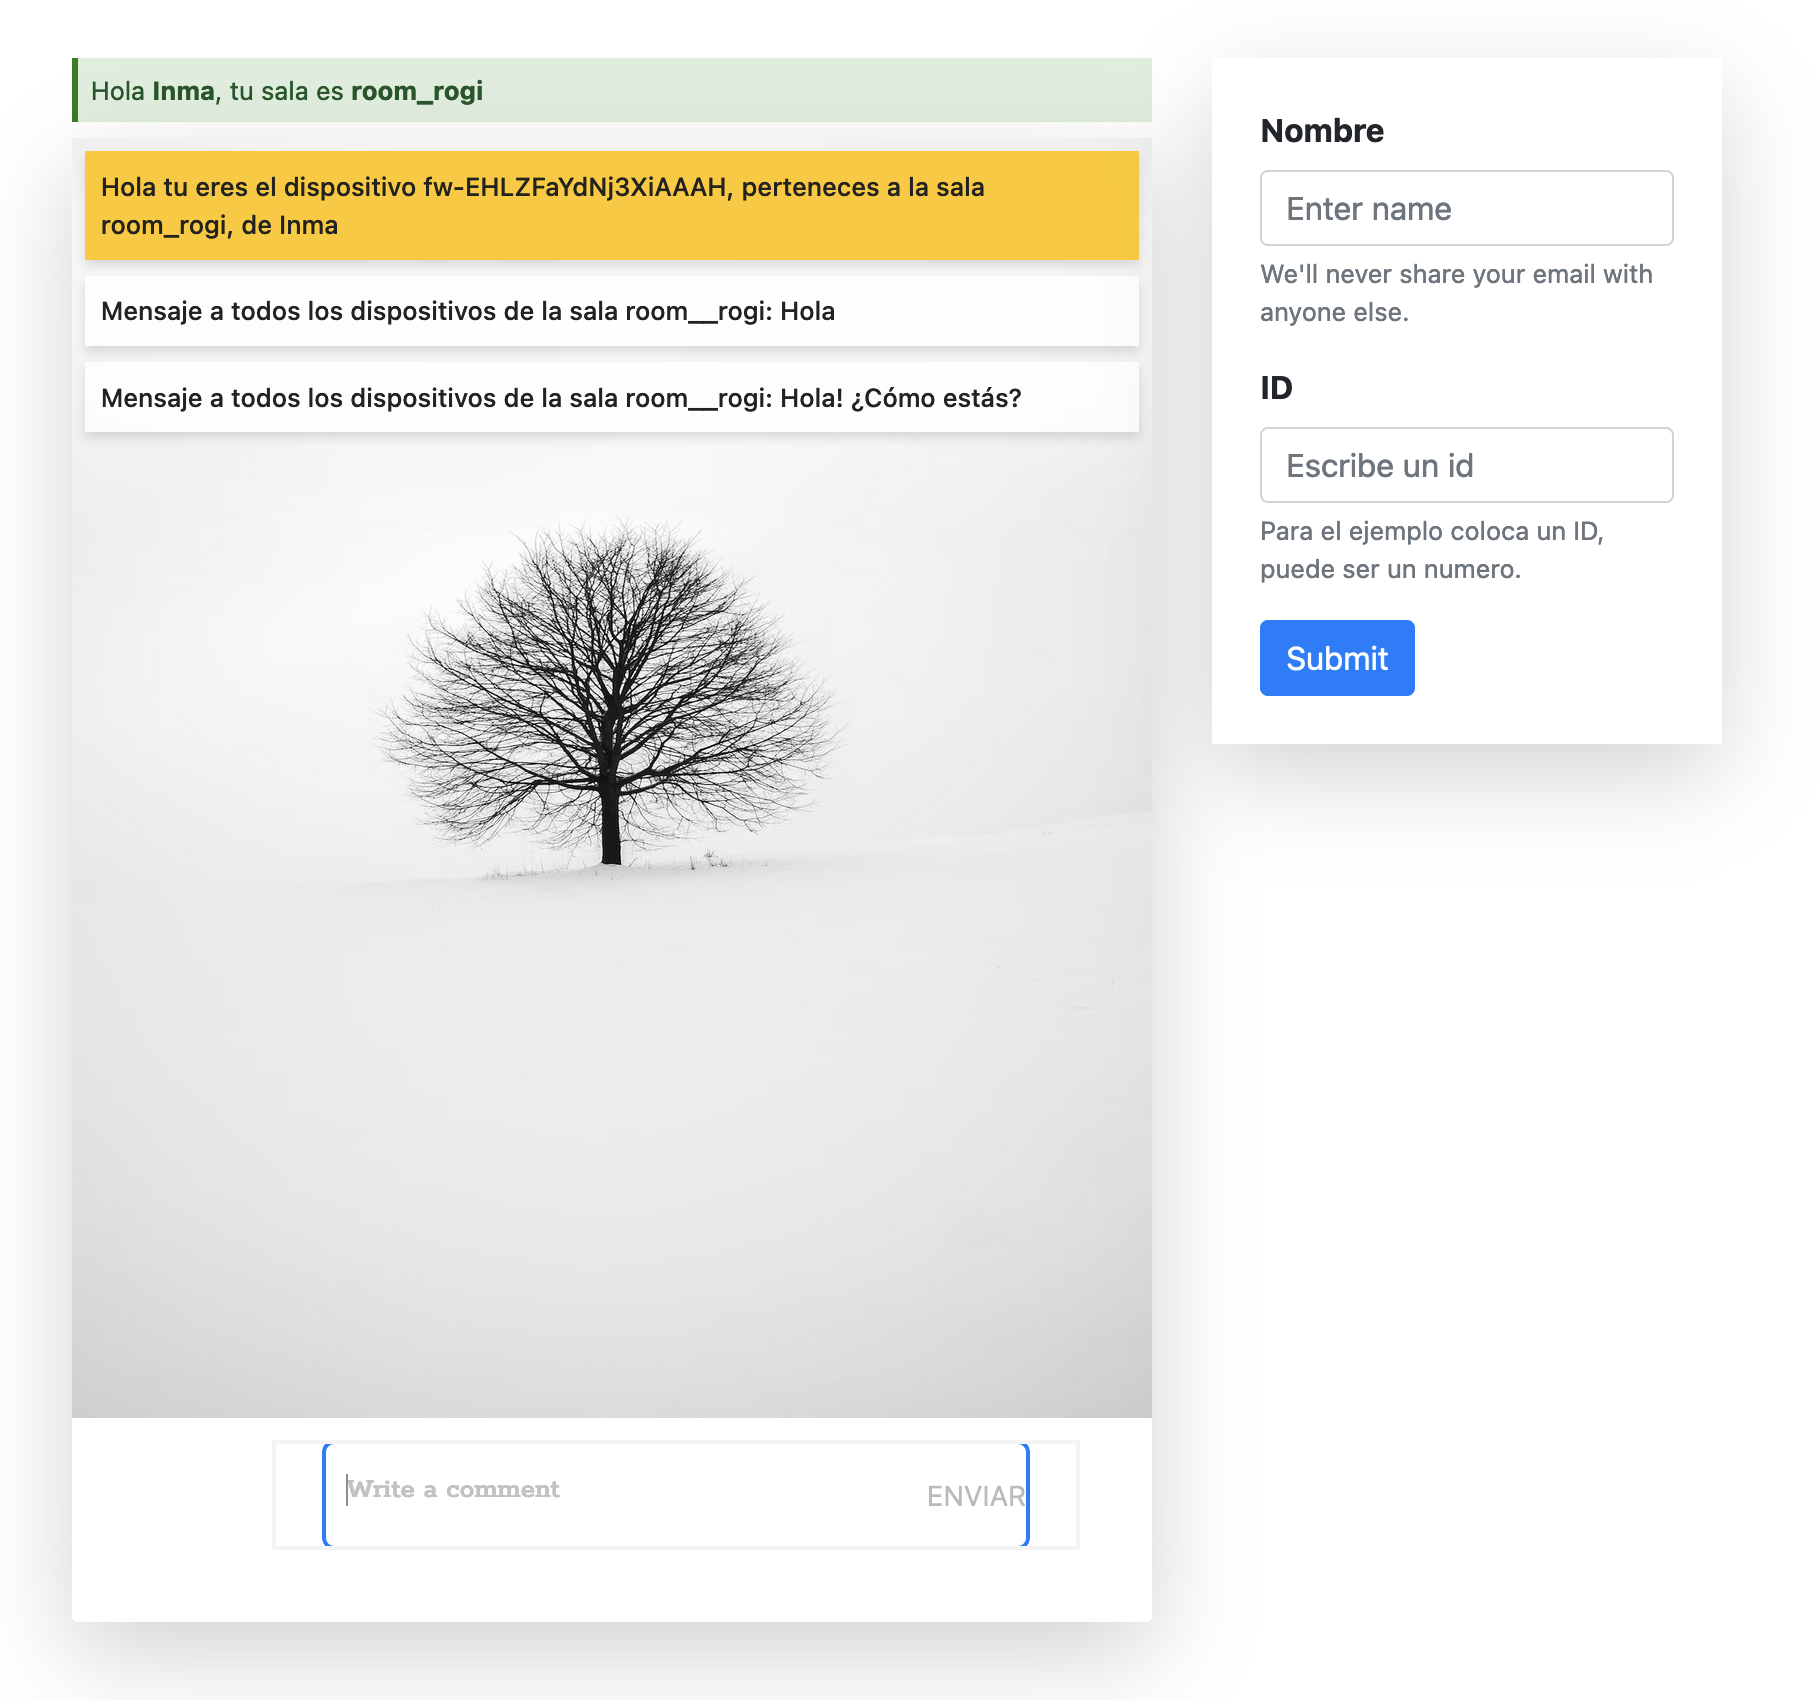 Hola Inma, tu sala es room_rogi
Hola tu eres el dispositivo fw-EHLZFaYdNj3XiAAAH, perteneces a la sala
room_rogi, de Inma
Mensaje a todos los dispositivos de la sala room__rogi: Hola
Mensaje a todos los dispositivos de la sala room__rogi: Hola! ¿Cómo estás?
Write a comment
ENVIAR
Nombre
Enter name
We'll never share your email with
anyone else.
ID
Escribe un id
Para el ejemplo coloca un ID,
puede ser un numero.
Submit